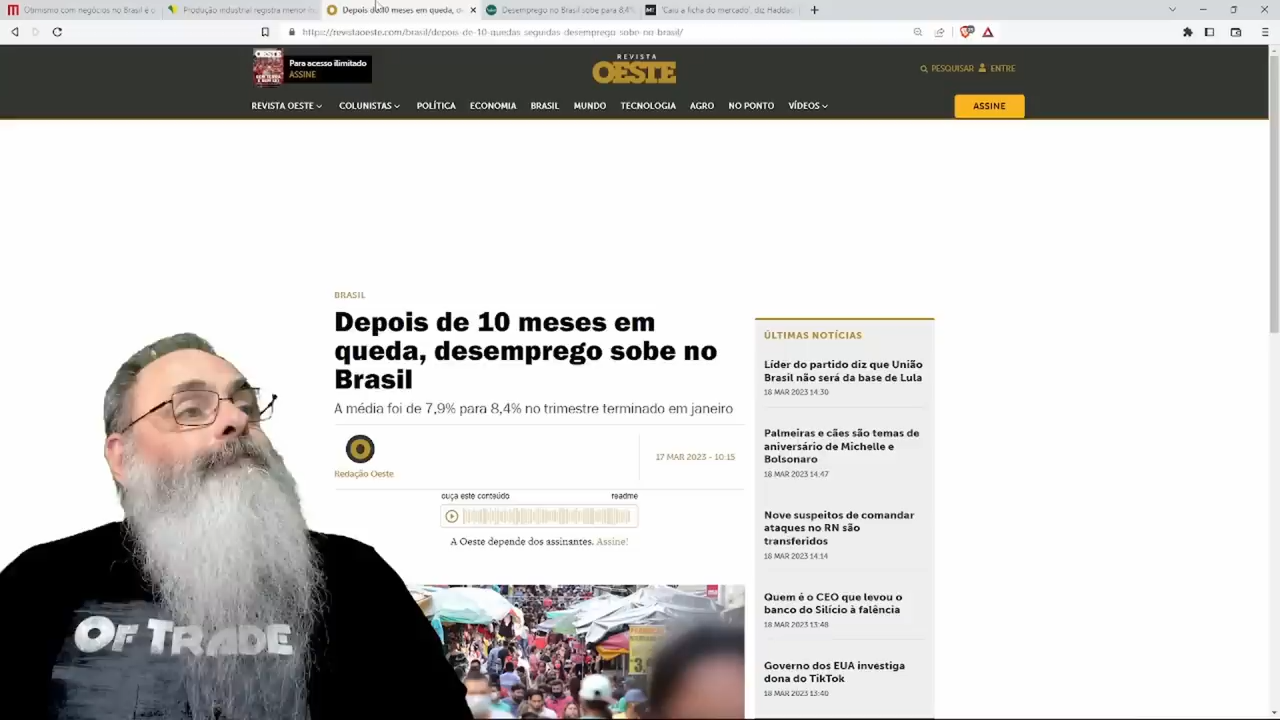 Otimismo com negócios no Brasil é o
Produção industrial registra menor
Depois de 10 meses em queda, d
Desemprego no Brasil sobe para 8,4%
'Caiu a ficha do mercado', diz Haddad
https://revistaoeste.com/brasil/depois-de-10-quedas-seguidas-desemprego-sobe-no-brasil/
OESTE
Para acesso ilimitado
ASSINE
REVISTA
OESTE
PESQUISAR
ENTRE
REVISTA OESTE
COLUNISTAS
POLÍTICA
ECONOMIA
BRASIL
MUNDO
TECNOLOGIA
AGRO
NO PONTO
VÍDEOS
ASSINE
BRASIL
Depois de 10 meses em
queda, desemprego sobe no
Brasil
A média foi de 7,9% para 8,4% no trimestre terminado em janeiro
Redação Oeste
17 MAR 2023 - 10:15
ouça este conteúdo
readme
A Oeste depende dos assinantes. Assine!
ÚLTIMAS NOTÍCIAS
Líder do partido diz que União
Brasil não será da base de Lula
18 MAR 2023 14:30
Palmeiras e cães são temas de
aniversário de Michelle e
Bolsonaro
18 MAR 2023 14:47
Nove suspeitos de comandar
ataques no RN são
transferidos
18 MAR 2023 14:14
Quem é o CEO que levou o
banco do Silício à falência
18 MAR 2023 13:48
Governo dos EUA investiga
dona do TikTok
18 MAR 2023 13:40
OF TRADE